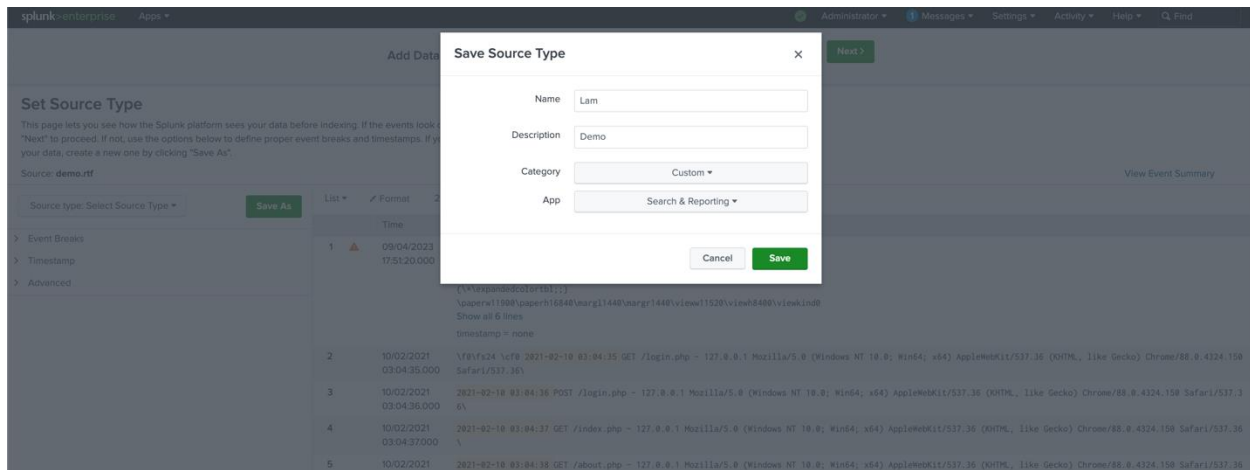 splunk>enterprise Apps
Administrator 1 Messages Settings Activity Help Find
Add Data
Next >
Save Source Type
Name Lam
Description Demo
Category Custom
App Search & Reporting
Cancel Save
Set Source Type
This page lets you see how the Splunk platform sees your data before indexing. If the events look
"Next" to proceed. If not, use the options below to define proper event breaks and timestamps. If
your data, create a new one by clicking "Save As".
Source: demo.rtf
View Event Summary
Source type: Select Source Type Save As
List Format 2
> Event Breaks
> Timestamp
> Advanced
Time
1 09/04/2023
17:51:20.000
{\*\expandedcolortbl;;}
\paperw11900\paperh16840\margl1440\margr1440\vieww11520\viewh8400\viewkind0
Show all 6 lines
timestamp = none
2 10/02/2021 \f0\fs24 \cf0 2021-02-10 03:04:35 GET /login.php - 127.0.0.1 Mozilla/5.0 (Windows NT 10.0; Win64; x64) AppleWebKit/537.36 (KHTML, like Gecko) Chrome/88.0.4324.150
03:04:35.000 Safari/537.36\
3 10/02/2021 2021-02-10 03:04:36 POST /login.php - 127.0.0.1 Mozilla/5.0 (Windows NT 10.0; Win64; x64) AppleWebKit/537.36 (KHTML, like Gecko) Chrome/88.0.4324.150 Safari/537.3
03:04:36.000 6\
4 10/02/2021 2021-02-10 03:04:37 GET /index.php - 127.0.0.1 Mozilla/5.0 (Windows NT 10.0; Win64; x64) AppleWebKit/537.36 (KHTML, like Gecko) Chrome/88.0.4324.150 Safari/537.36
03:04:37.000 \
5 10/02/2021 2021-02-10 03:04:38 GET /about.php - 127.0.0.1 Mozilla/5.0 (Windows NT 10.0; Win64; x64) AppleWebKit/537.36 (KHTML, like Gecko) Chrome/88.0.4324.150 Safari/537.36